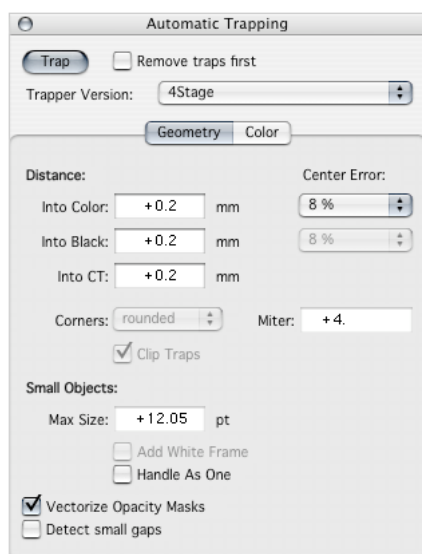 Automatic Trapping
Trap Remove traps first
Trapper Version: 4Stage
Geometry Color
Distance: Center Error:
Into Color: +0.2 mm 8 %
Into Black: +0.2 mm 8 %
Into CT: +0.2 mm
Corners: rounded Miter: +4.
Clip Traps
Small Objects:
Max Size: +12.05 pt
Add White Frame
Handle As One
Vectorize Opacity Masks
Detect small gaps